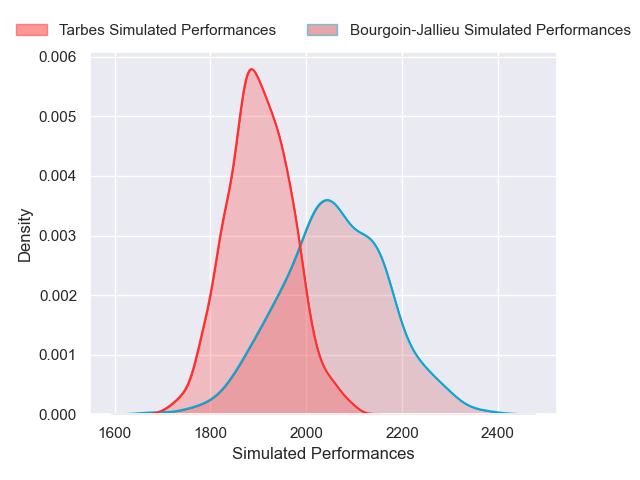 Tarbes Simulated Performances
Bourgoin-Jallieu Simulated Performances
0.006
0.005
0.004
0.003
0.002
0.001
0.000
Density
1600 1800 2000 2200 2400
Simulated Performances